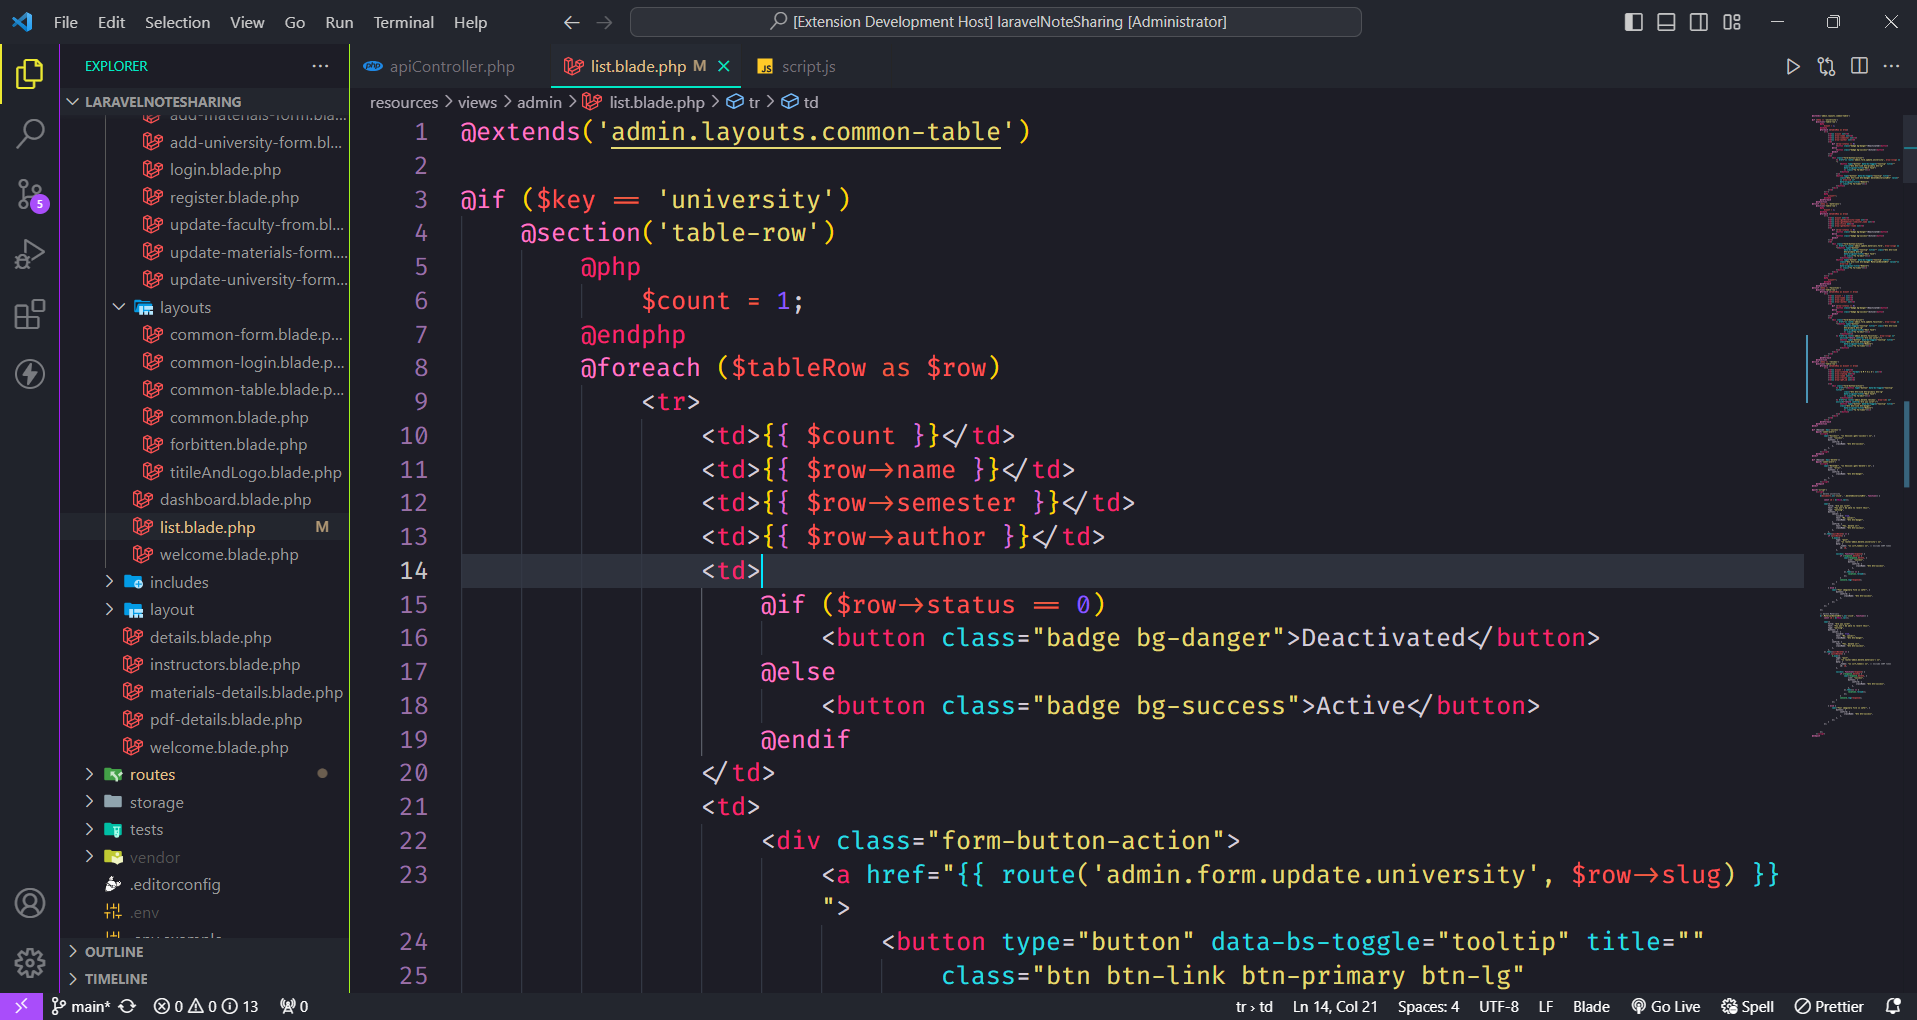 File Edit Selection View Go Run Terminal Help
[Extension Development Host] laravelNoteSharing [Administrator]
EXPLORER
LARAVELNOTESHARING
add-materials-form.bla...
add-university-form.bl...
login.blade.php
register.blade.php
update-faculty-from.bl...
update-materials-form....
update-university-form...
layouts
common-form.blade.p...
common-login.blade.p...
common-table.blade.p...
common.blade.php
forbitten.blade.php
titileAndLogo.blade.php
dashboard.blade.php
list.blade.php M
welcome.blade.php
includes
layout
details.blade.php
instructors.blade.php
materials-details.blade.php
pdf-details.blade.php
welcome.blade.php
routes
storage
tests
vendor
.editorconfig
.env
.env.example
OUTLINE
TIMELINE
5
php apiController.php
list.blade.php M
JS script.js
resources > views > admin > list.blade.php > tr > td
1 @extends('admin.layouts.common-table')
2
3 @if ($key == 'university')
4 @section('table-row')
5 @php
6 $count = 1;
7 @endphp
8 @foreach ($tableRow as $row)
9 <tr>
10 <td>{{ $count }}</td>
11 <td>{{ $row->name }}</td>
12 <td>{{ $row->semester }}</td>
13 <td>{{ $row->author }}</td>
14 <td>
15 @if ($row->status == 0)
16 <button class="badge bg-danger">Deactivated</button>
17 @else
18 <button class="badge bg-success">Active</button>
19 @endif
20 </td>
21 <td>
22 <div class="form-button-action">
23 <a href="{{ route('admin.form.update.university', $row->slug) }}
">
24 <button type="button" data-bs-toggle="tooltip" title=""
25 class="btn btn-link btn-primary btn-lg"
main* 0 0 13 0
tr > td Ln 14, Col 21 Spaces: 4 UTF-8 LF Blade Go Live Spell Prettier